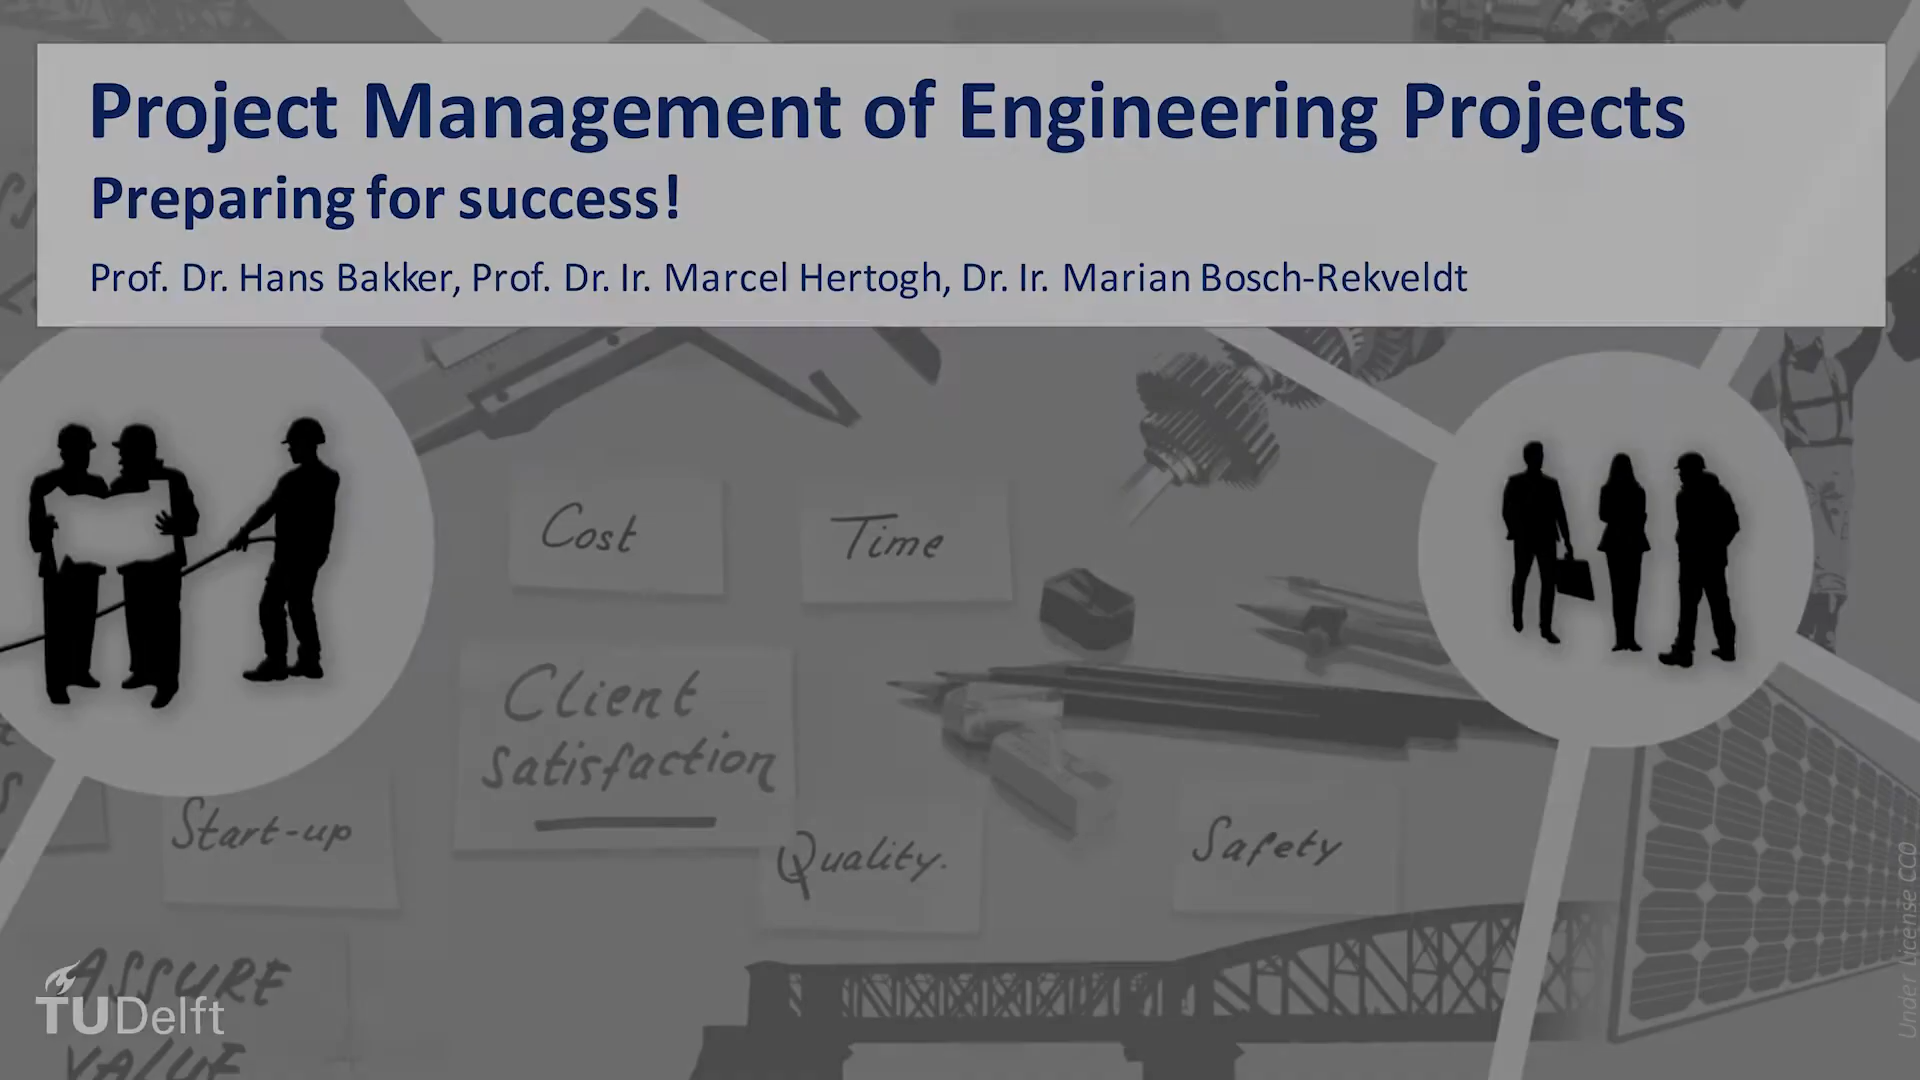 Project Management of Engineering Projects
Preparing for success!
Prof. Dr. Hans Bakker, Prof. Dr. Ir. Marcel Hertogh, Dr. Ir. Marian Bosch-Rekveldt
Cost
Time
Client
satisfaction
Start-up
Quality.
Safety
ASSURE
VALUE
TUDelft
Under License CC0